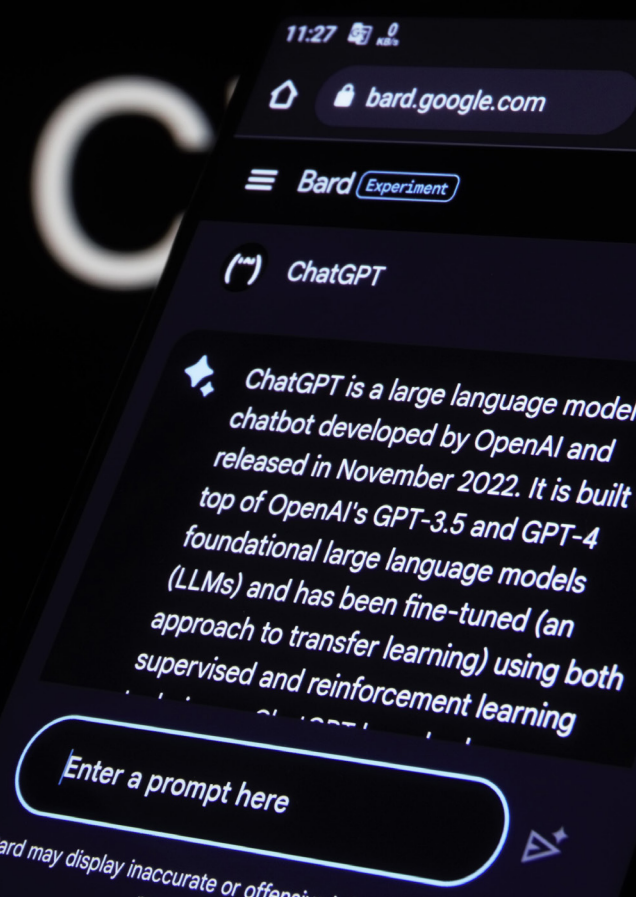 11:27
0
KB/s
bard.google.com
Bard Experiment
ChatGPT
ChatGPT is a large language model
chatbot developed by OpenAI and
released in November 2022. It is built
top of OpenAI's GPT-3.5 and GPT-4
foundational large language models
(LLMs) and has been fine-tuned (an
approach to transfer learning) using both
supervised and reinforcement learning
Enter a prompt here
may display inaccurate or
C